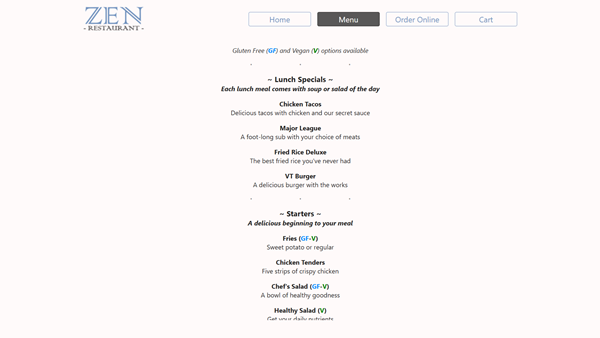 ZEN
- RESTAURANT -
Home
Menu
Order Online
Cart
Gluten Free (GF) and Vegan (V) options available
~ Lunch Specials ~
Each lunch meal comes with soup or salad of the day
Chicken Tacos
Delicious tacos with chicken and our secret sauce
Major League
A foot-long sub with your choice of meats
Fried Rice Deluxe
The best fried rice you've never had
VT Burger
A delicious burger with the works
~ Starters ~
A delicious beginning to your meal
Fries (GF-V)
Sweet potato or regular
Chicken Tenders
Five strips of crispy chicken
Chef's Salad (GF-V)
A bowl of healthy goodness
Healthy Salad (V)
Get your daily nutrients